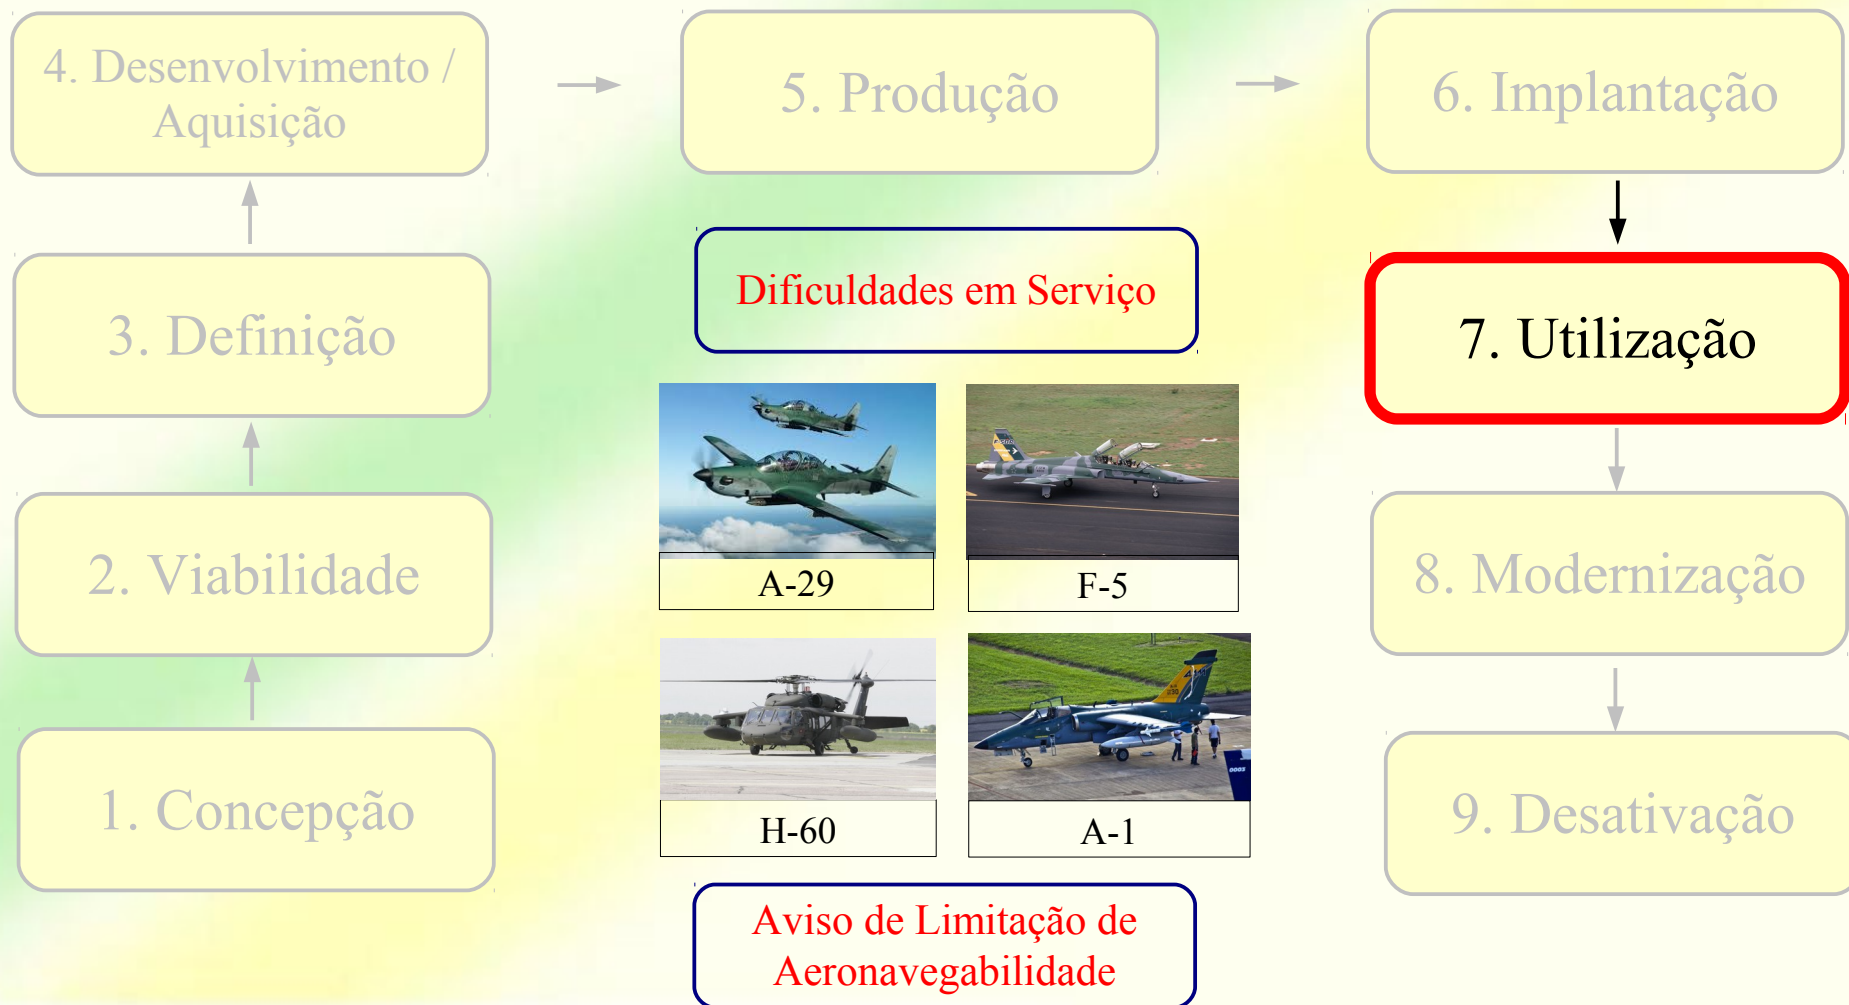 4. Desenvolvimento /
Aquisição
5. Produção
6. Implantação
3. Definição
Dificuldades em Serviço
7. Utilização
2. Viabilidade
A-29
F-5
8. Modernização
1. Concepção
H-60
A-1
9. Desativação
Aviso de Limitação de
Aeronavegabilidade